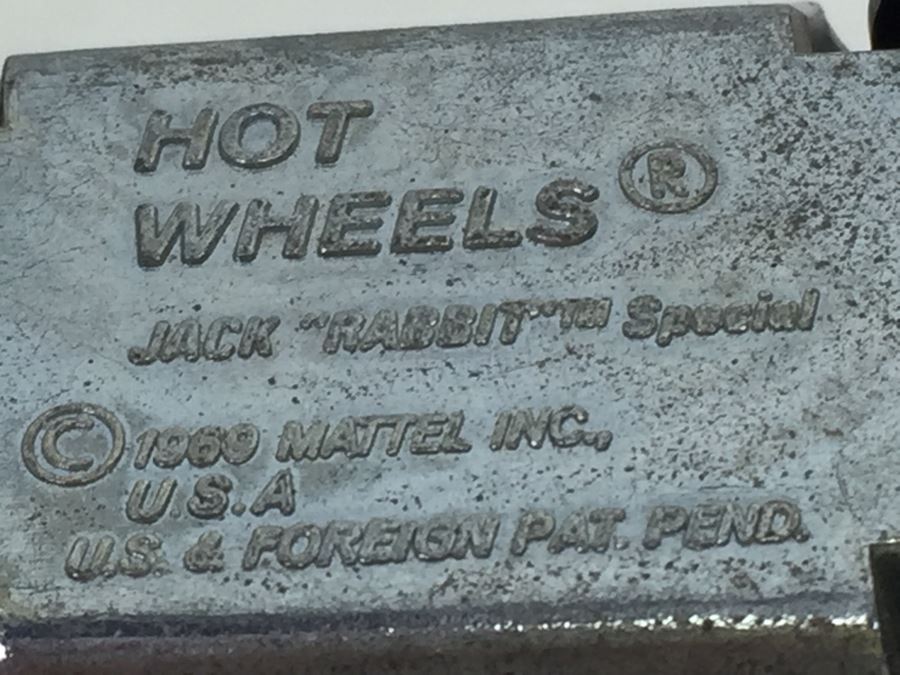 HOT
WHEELS®
JACK "RABBIT"™ Special
© 1969 MATTEL INC.,
U.S.A
U.S. & FOREIGN PAT. PEND.